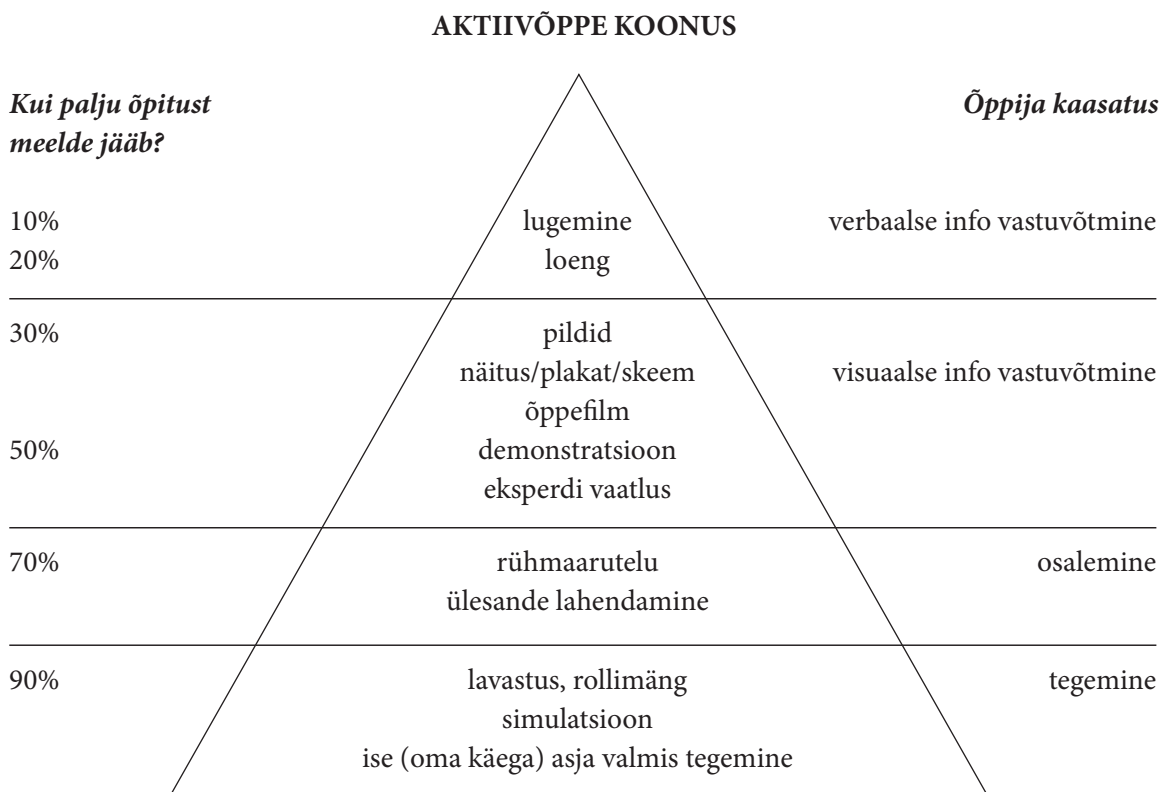 AKTIIVÕPPE KOONUS
Kui palju õpitust
meelde jääb?
Õppija kaasatus
10% lugemine verbaalse info vastuvõtmine
20% loeng
30% pildid
näitus/plakat/skeem visuaalse info vastuvõtmine
õppefilm
50% demonstratsioon
eksperdi vaatlus
70% rühmaarutelu osalemine
ülesande lahendamine
90% lavastus, rollimäng tegemine
simulatsioon
ise (oma käega) asja valmis tegemine